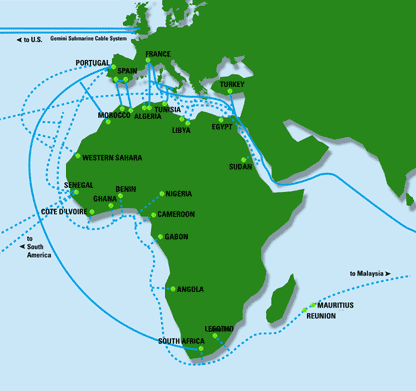 to U.S.
Gemini Submarine Cable System
FRANCE
PORTUGAL
SPAIN
TURKEY
MOROCCO
ALGERIA
TUNISIA
LIBYA
EGYPT
WESTERN SAHARA
SUDAN
SENEGAL
BENIN
GHANA
NIGERIA
COTE D'IVOIRE
CAMEROON
GABON
to
South
America
to Malaysia
ANGOLA
MAURITIUS
REUNION
LESOTHO
SOUTH AFRICA